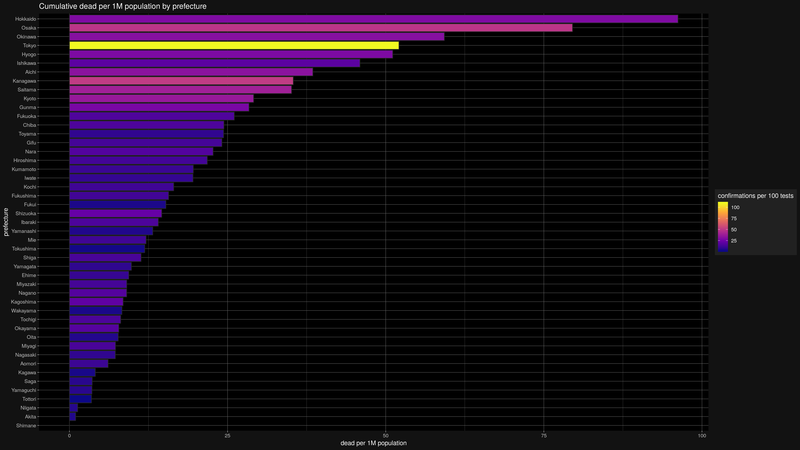 Cumulative dead per 1M population by prefecture
prefecture
Hokkaido
Osaka
Okinawa
Tokyo
Hyogo
Ishikawa
Aichi
Kanagawa
Saitama
Kyoto
Gunma
Fukuoka
Chiba
Toyama
Gifu
Nara
Hiroshima
Kumamoto
Iwate
Kochi
Fukushima
Fukui
Shizuoka
Ibaraki
Yamanashi
Mie
Tokushima
Shiga
Yamagata
Ehime
Miyazaki
Nagano
Kagoshima
Wakayama
Tochigi
Okayama
Oita
Miyagi
Nagasaki
Aomori
Kagawa
Saga
Yamaguchi
Tottori
Niigata
Akita
Shimane
0 25 50 75 100
dead per 1M population
confirmations per 100 tests
100
75
50
25